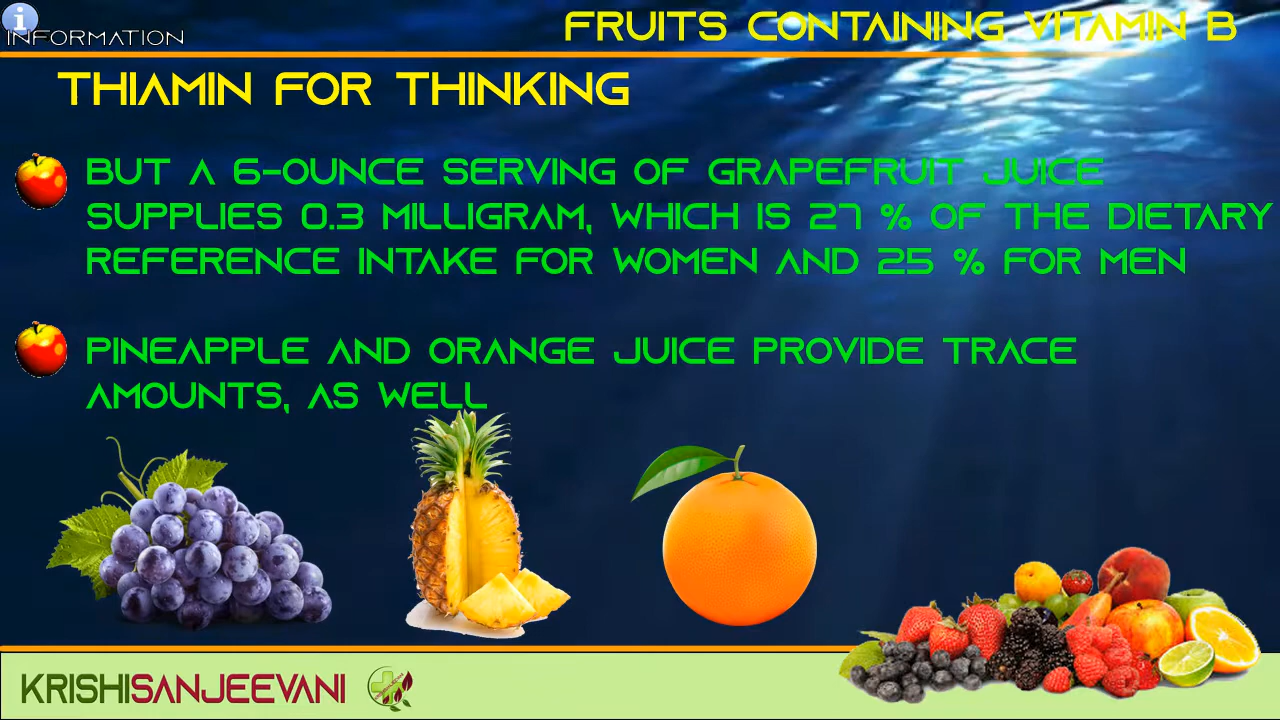 i
INFORMATION
FRUITS CONTAINING VITAMIN B
THIAMIN FOR THINKING
BUT A 6-OUNCE SERVING OF GRAPEFRUIT JUICE
SUPPLIES 0.3 MILLIGRAM, WHICH IS 27 % OF THE DIETARY
REFERENCE INTAKE FOR WOMEN AND 25 % FOR MEN
PINEAPPLE AND ORANGE JUICE PROVIDE TRACE
AMOUNTS, AS WELL
KRISHISANJEEVANI